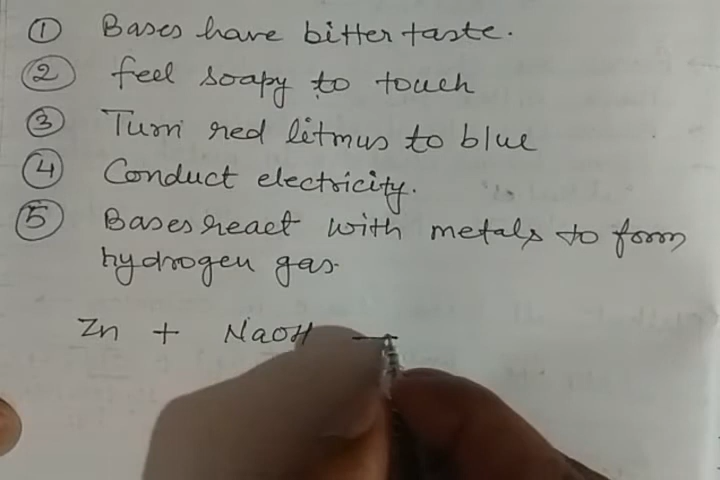 ① Bases have bitter taste.
② feel soapy to touch
③ Turn red litmus to blue
④ Conduct electricity.
⑤ Bases react with metals to form
hydrogen gas.
Zn + NaOH —